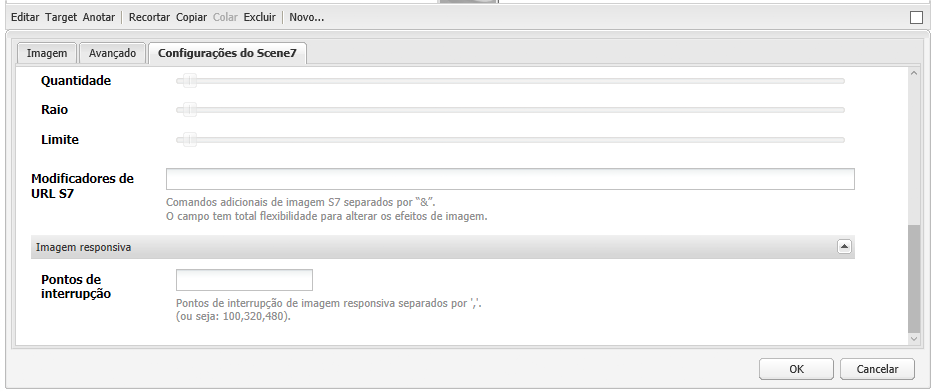 Editar Target Anotar Recortar Copiar Colar Excluir Novo...
Imagem Avançado Configurações do Scene7
Quantidade
Raio
Limite
Modificadores de
URL S7
Comandos adicionais de imagem S7 separados por “&”.
O campo tem total flexibilidade para alterar os efeitos de imagem.
Imagem responsiva
Pontos de
interrupção
Pontos de interrupção de imagem responsiva separados por ','.
(ou seja: 100,320,480).
OK Cancelar